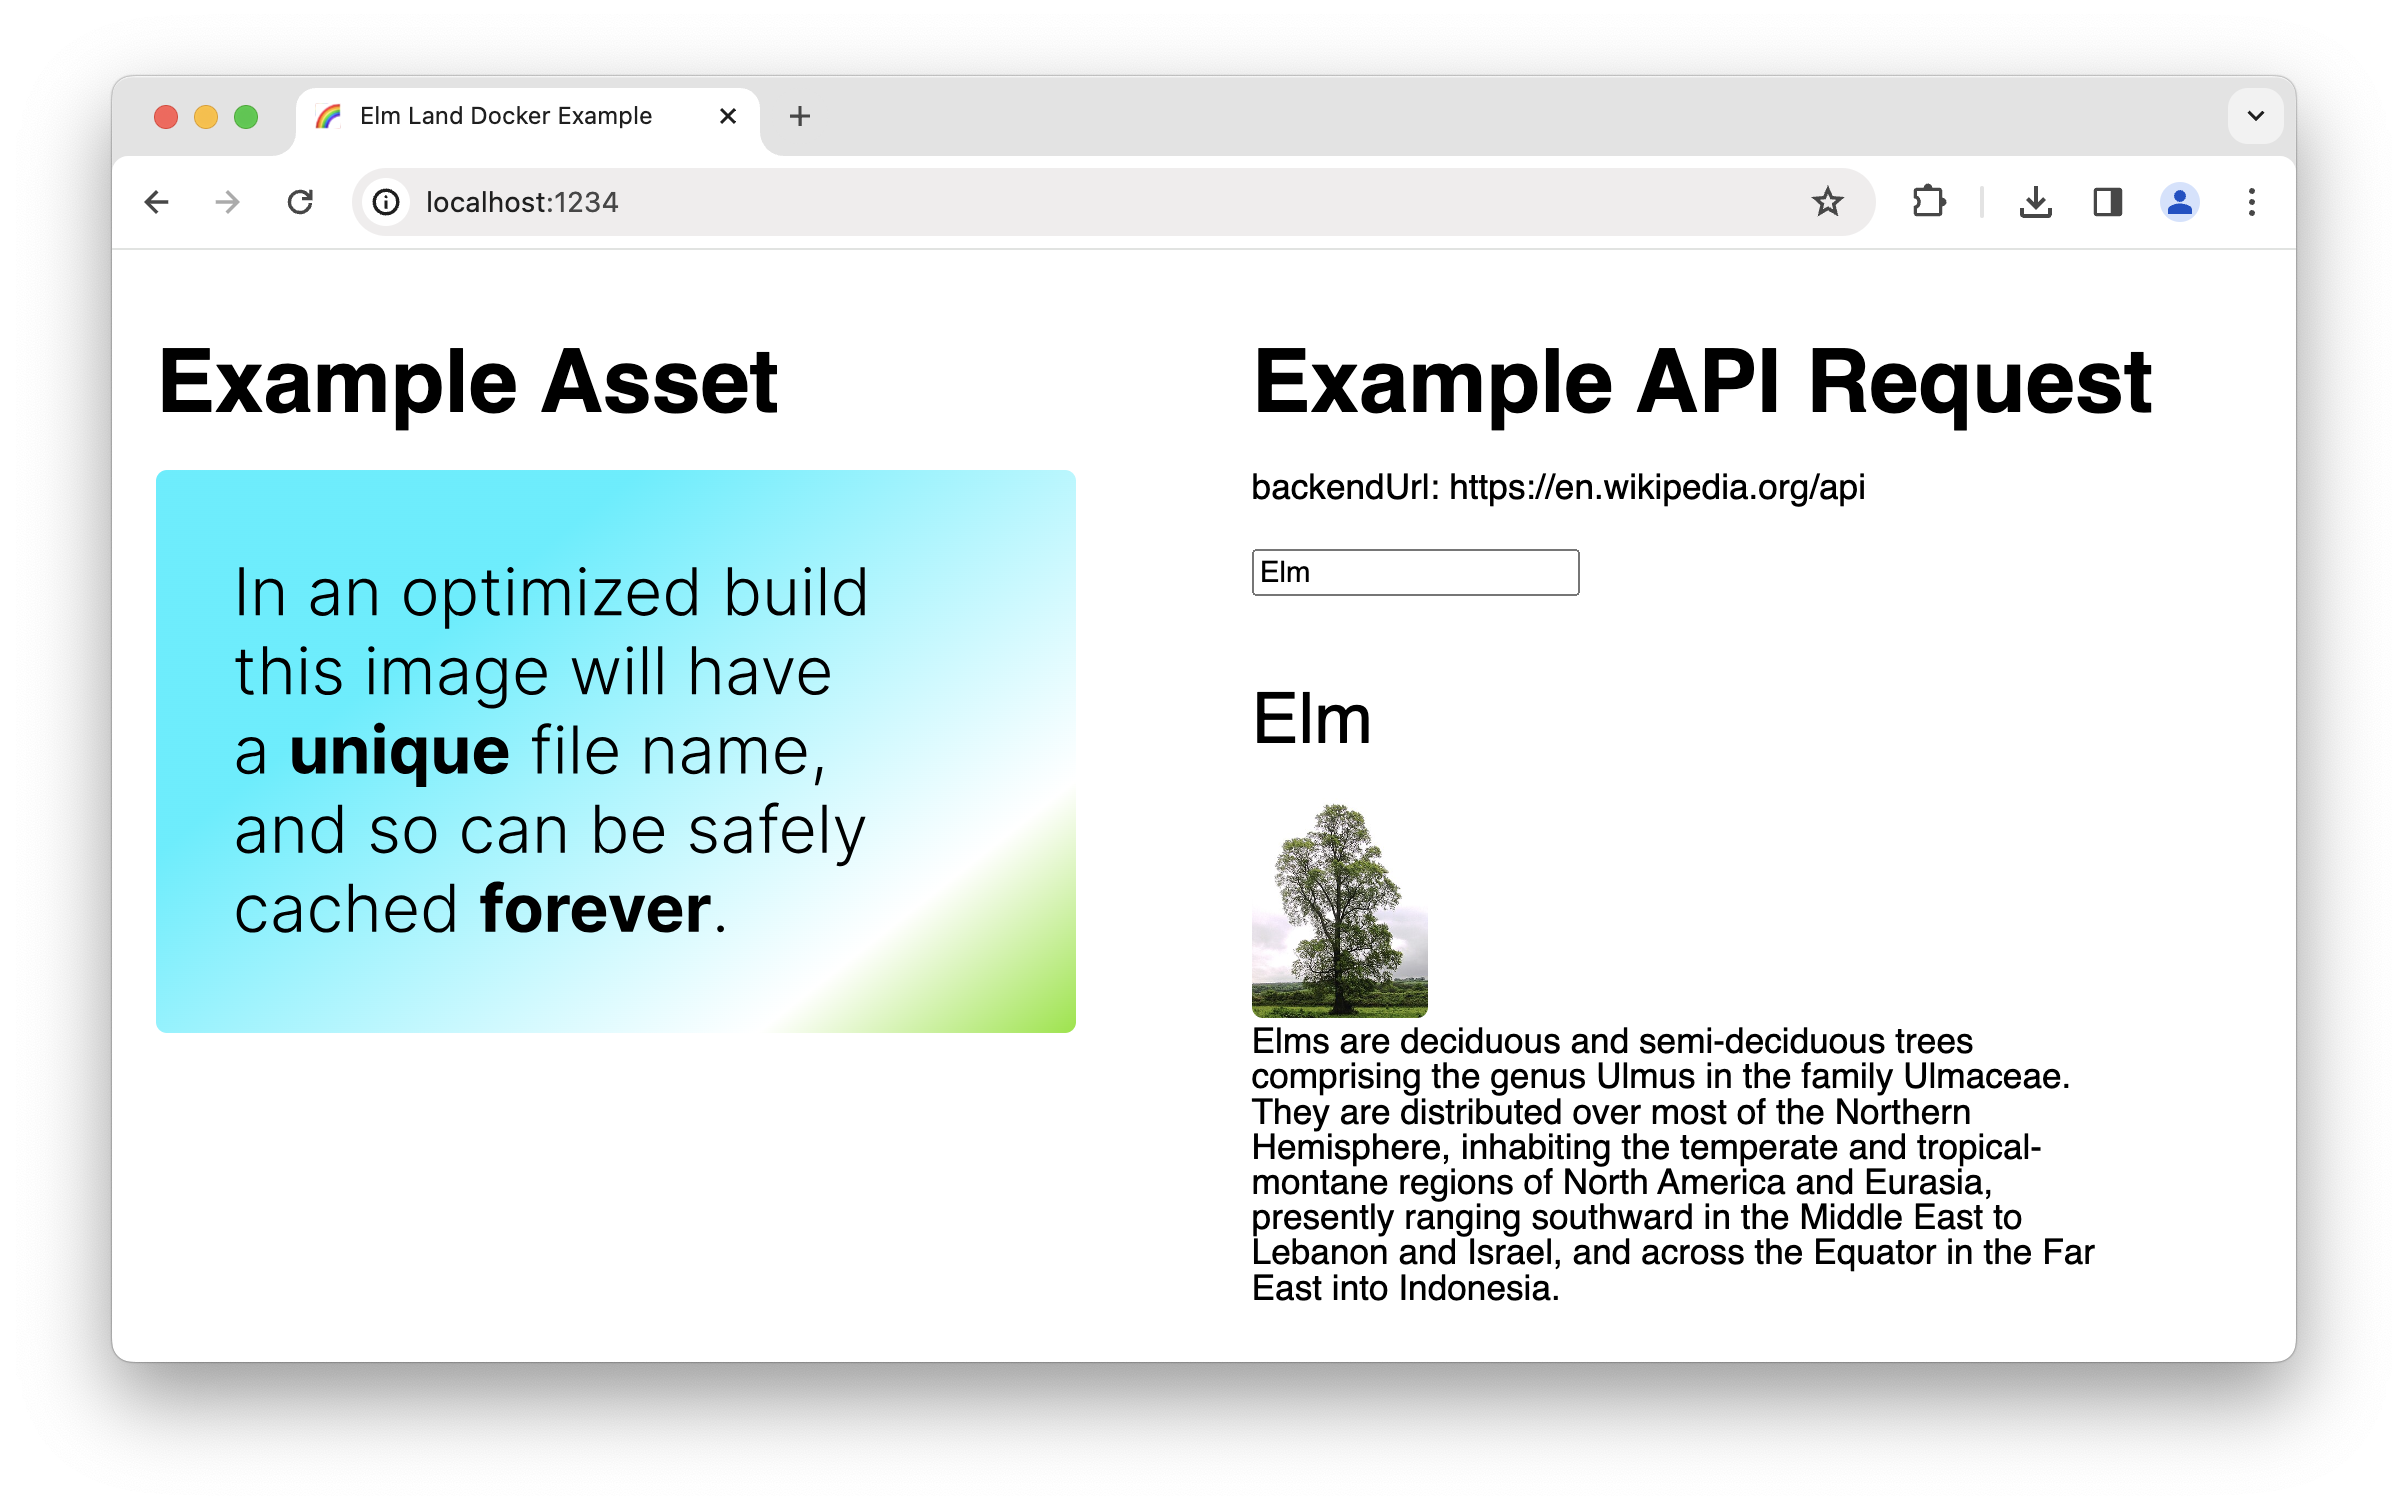 Elm Land Docker Example
localhost:1234
Example Asset
In an optimized build
this image will have
a unique file name,
and so can be safely
cached forever.
Example API Request
backendUrl: https://en.wikipedia.org/api
Elm
Elm
Elms are deciduous and semi-deciduous trees
comprising the genus Ulmus in the family Ulmaceae.
They are distributed over most of the Northern
Hemisphere, inhabiting the temperate and tropical-
montane regions of North America and Eurasia,
presently ranging southward in the Middle East to
Lebanon and Israel, and across the Equator in the Far
East into Indonesia.